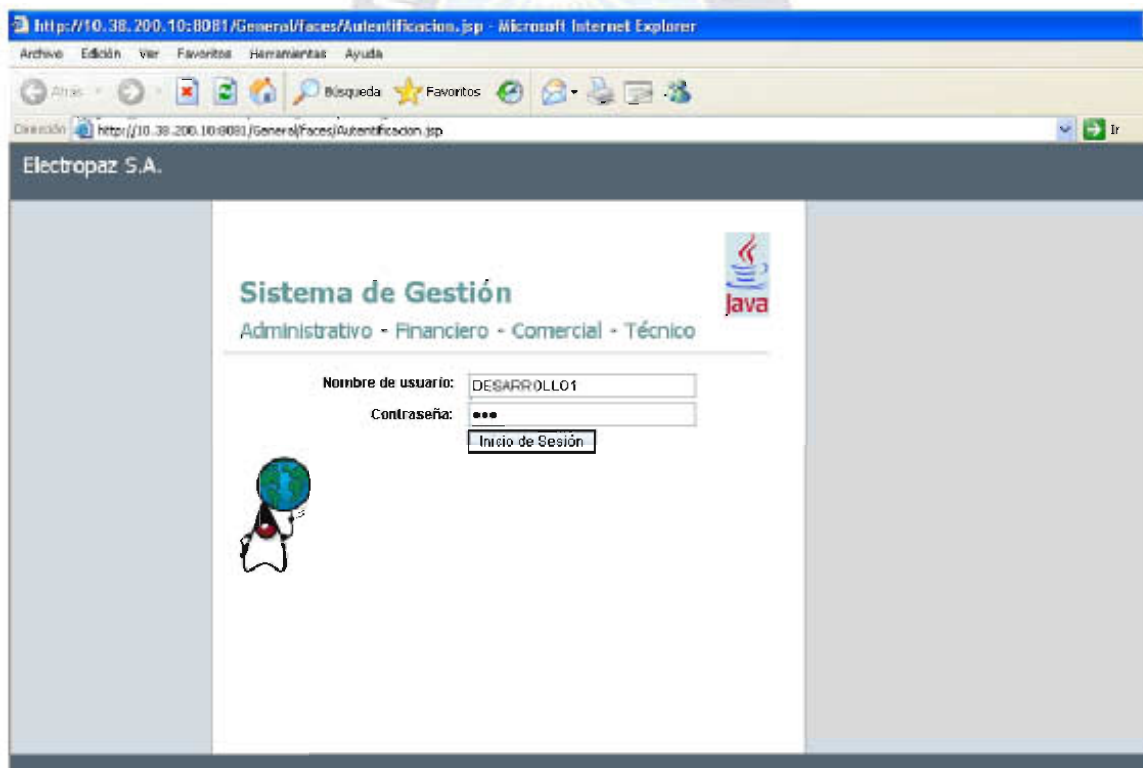 http://10.38.200.10:8081/General/faces/Autentificacion.jsp - Microsoft Internet Explorer
Archivo Edición Ver Favoritos Herramientas Ayuda
Atras Búsqueda Favoritos
Dirección http://10.38.200.10:8081/General/faces/Autentificacion.jsp Ir
Electropaz S.A.
Java
Sistema de Gestión
Administrativo - Financiero - Comercial - Técnico
Nombre de usuario: DESARROLLO1
Contraseña: •••
Inicio de Sesión